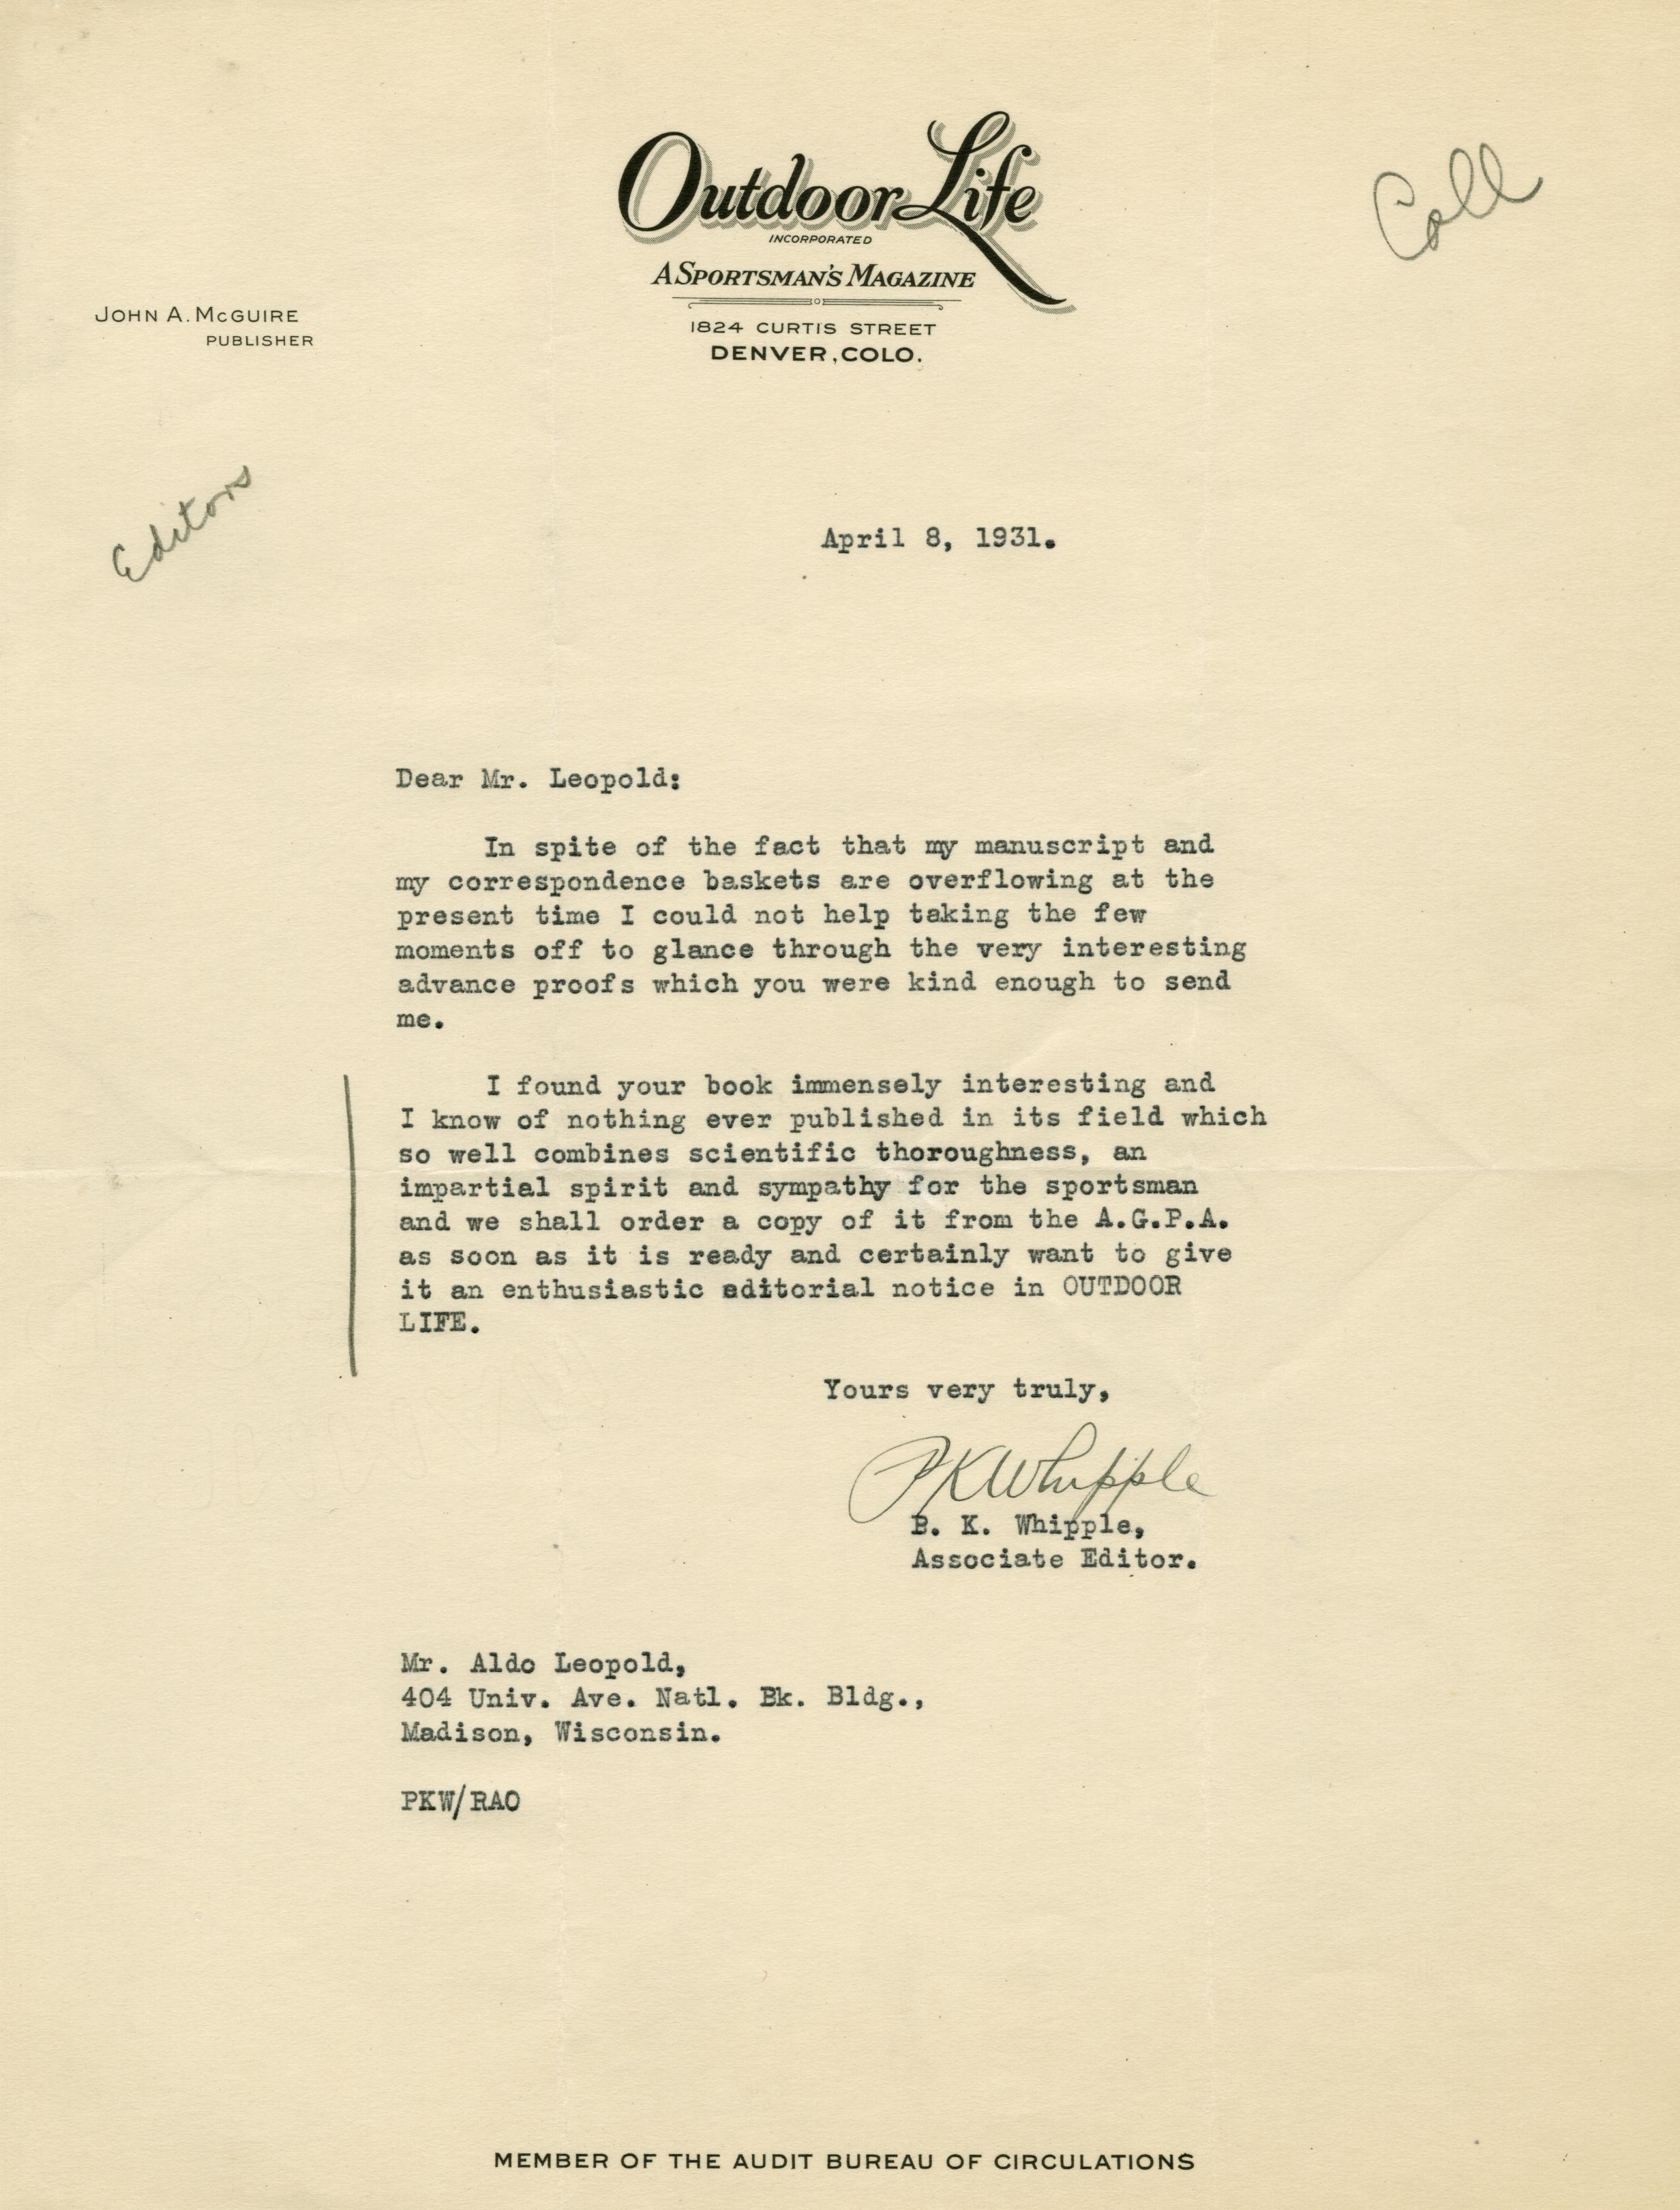 Outdoor Life
INCORPORATED
A SPORTSMAN'S MAGAZINE
1824 CURTIS STREET
DENVER, COLO.
Coll
JOHN A. McGUIRE
PUBLISHER
Editors
April 8, 1931.
Dear Mr. Leopold:
In spite of the fact that my manuscript and
my correspondence baskets are overflowing at the
present time I could not help taking the few
moments off to glance through the very interesting
advance proofs which you were kind enough to send
me.
I found your book immensely interesting and
I know of nothing ever published in its field which
so well combines scientific thoroughness, an
impartial spirit and sympathy for the sportsman
and we shall order a copy of it from the A.G.P.A.
as soon as it is ready and certainly want to give
it an enthusiastic editorial notice in OUTDOOR
LIFE.
Yours very truly,
PKWhipple
P. K. Whipple,
Associate Editor.
Mr. Aldo Leopold,
404 Univ. Ave. Natl. Bk. Bldg.,
Madison, Wisconsin.
PKW/RAO
MEMBER OF THE AUDIT BUREAU OF CIRCULATIONS